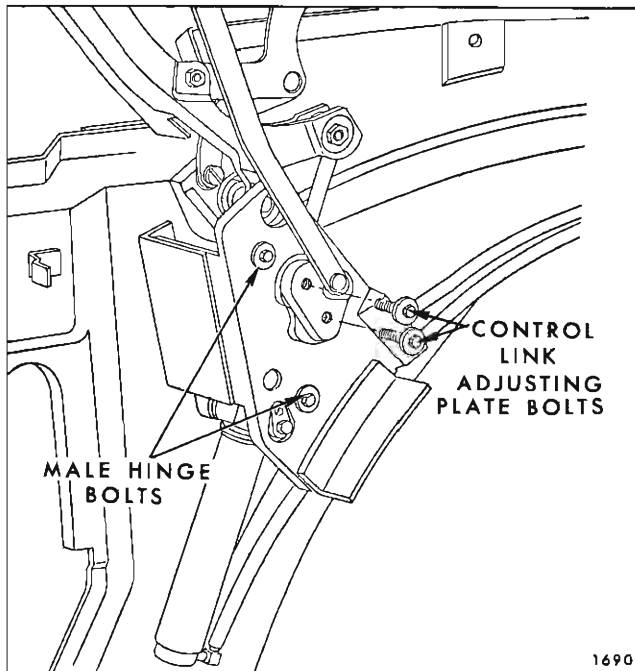 CONTROL
LINK
ADJUSTING
PLATE BOLTS
MALE HINGE
BOLTS
1690